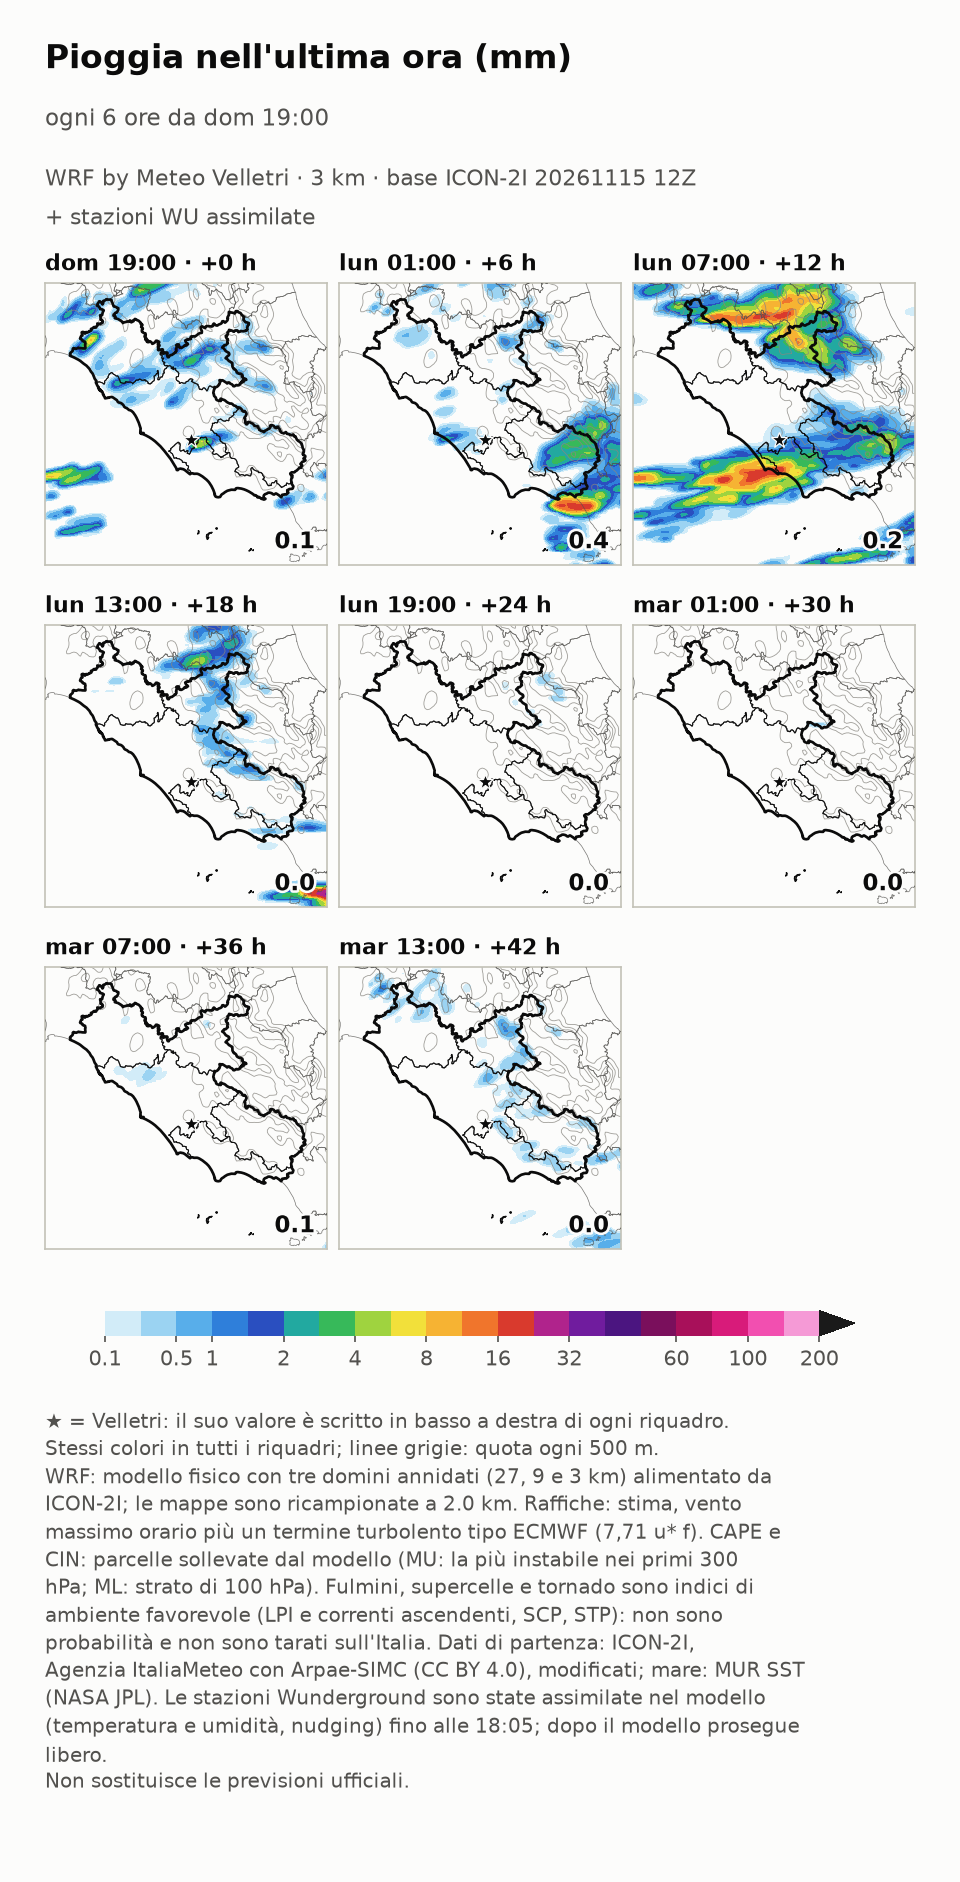 Pioggia nell'ultima ora (mm)
ogni 6 ore da dom 19:00
WRF by Meteo Velletri · 3 km · base ICON-2I 20261115 12Z
+ stazioni WU assimilate
dom 19:00 · +0 h
lun 01:00 · +6 h
lun 07:00 · +12 h
0.1
0.4
0.2
lun 13:00 · +18 h
lun 19:00 · +24 h
mar 01:00 · +30 h
0.0
0.0
0.0
mar 07:00 · +36 h
mar 13:00 · +42 h
0.1
0.0
0.1 0.5 1 2 4 8 16 32 60 100 200
★ = Velletri: il suo valore è scritto in basso a destra di ogni riquadro.
Stessi colori in tutti i riquadri; linee grigie: quota ogni 500 m.
WRF: modello fisico con tre domini annidati (27, 9 e 3 km) alimentato da
ICON-2I; le mappe sono ricampionate a 2.0 km. Raffiche: stima, vento
massimo orario più un termine turbolento tipo ECMWF (7,71 u* f). CAPE e
CIN: parcelle sollevate dal modello (MU: la più instabile nei primi 300
hPa; ML: strato di 100 hPa). Fulmini, supercelle e tornado sono indici di
ambiente favorevole (LPI e correnti ascendenti, SCP, STP): non sono
probabilità e non sono tarati sull'Italia. Dati di partenza: ICON-2I,
Agenzia ItaliaMeteo con Arpae-SIMC (CC BY 4.0), modificati; mare: MUR SST
(NASA JPL). Le stazioni Wunderground sono state assimilate nel modello
(temperatura e umidità, nudging) fino alle 18:05; dopo il modello prosegue
libero.
Non sostituisce le previsioni ufficiali.